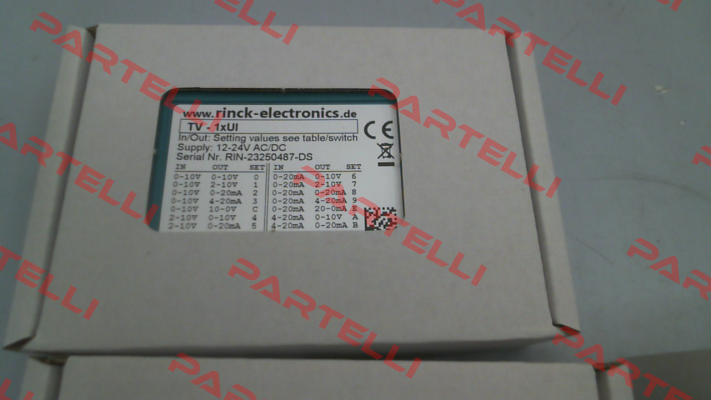 www.rinck-electronics.de
TV - 1xUI
In/Out: Setting values see table/switch
Supply: 12-24V AC/DC
Serial Nr. RIN-23250487-DS
CE
IN OUT SET IN OUT SET
0-10V 0-10V 0 0-20mA 0-10V 6
0-10V 2-10V 1 0-20mA 2-10V 7
0-10V 0-20mA 2 0-20mA 0-20mA 8
0-10V 4-20mA 3 0-20mA 4-20mA 9
0-10V 10-0V C 0-20mA 20-0mA E
2-10V 0-10V 4 4-20mA 0-10V A
2-10V 0-20mA 5 4-20mA 0-20mA B
PARTELLI
PARTELLI
PARTELLI
PARTELLI
PARTELLI
PARTELLI
PARTELLI
PARTELLI
PARTELLI
PARTELLI
PARTELLI